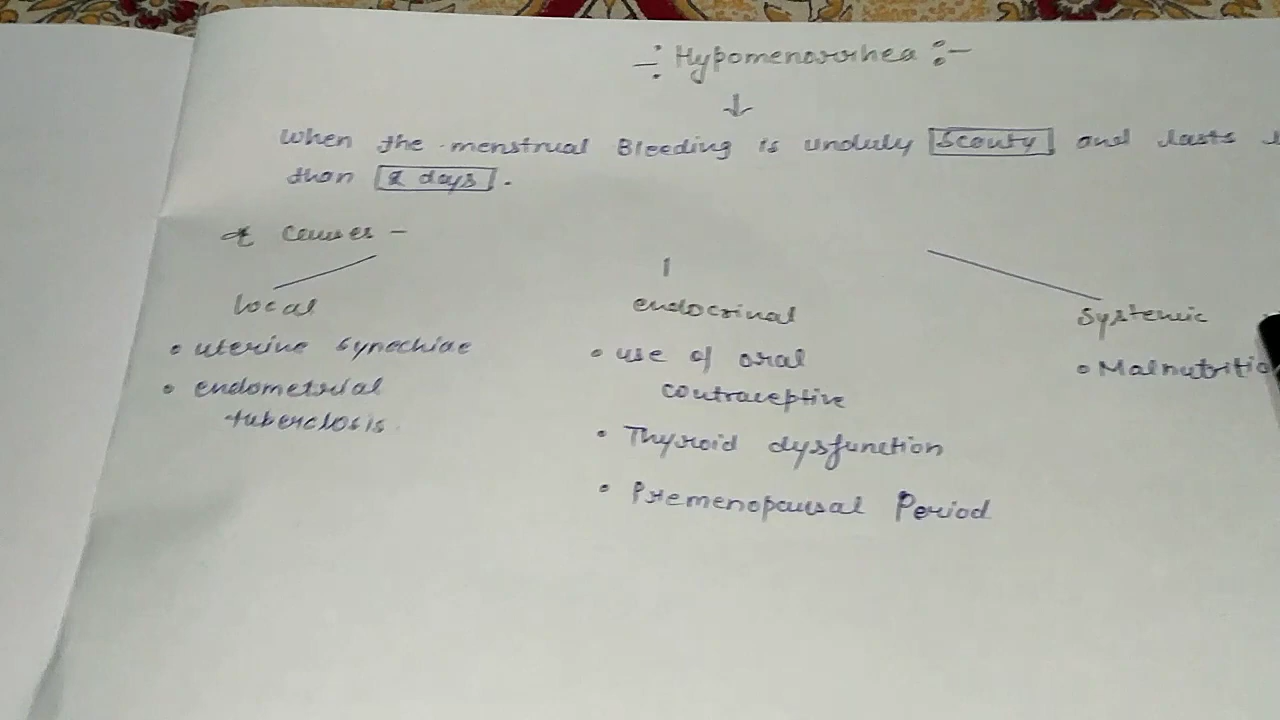 -: Hypomenorrhea :-
↓
When the menstrual Bleeding is unduly scanty and lasts
than 2 days.
* Causes -
local
endocrinal
systemic
• uterine synechiae
• endometrial
tuberclosis
• use of oral
contraceptive
• Thyroid dysfunction
• Premenopausal Period
• Malnutritio